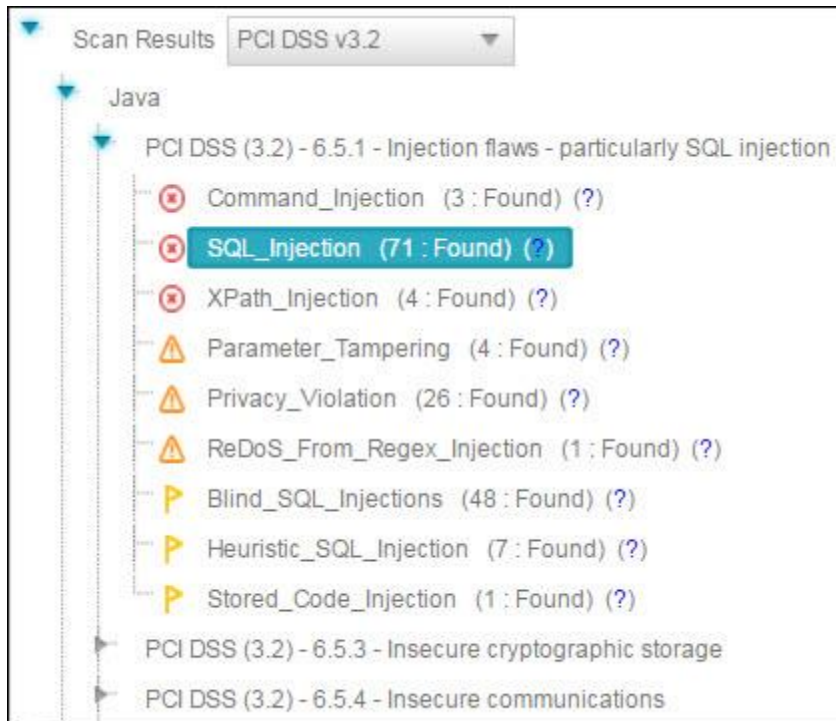 Scan Results PCI DSS v3.2
Java
PCI DSS (3.2) - 6.5.1 - Injection flaws - particularly SQL injection
Command_Injection (3 : Found) (?)
SQL_Injection (71 : Found) (?)
XPath_Injection (4 : Found) (?)
Parameter_Tampering (4 : Found) (?)
Privacy_Violation (26 : Found) (?)
ReDoS_From_Regex_Injection (1 : Found) (?)
Blind_SQL_Injections (48 : Found) (?)
Heuristic_SQL_Injection (7 : Found) (?)
Stored_Code_Injection (1 : Found) (?)
PCI DSS (3.2) - 6.5.3 - Insecure cryptographic storage
PCI DSS (3.2) - 6.5.4 - Insecure communications